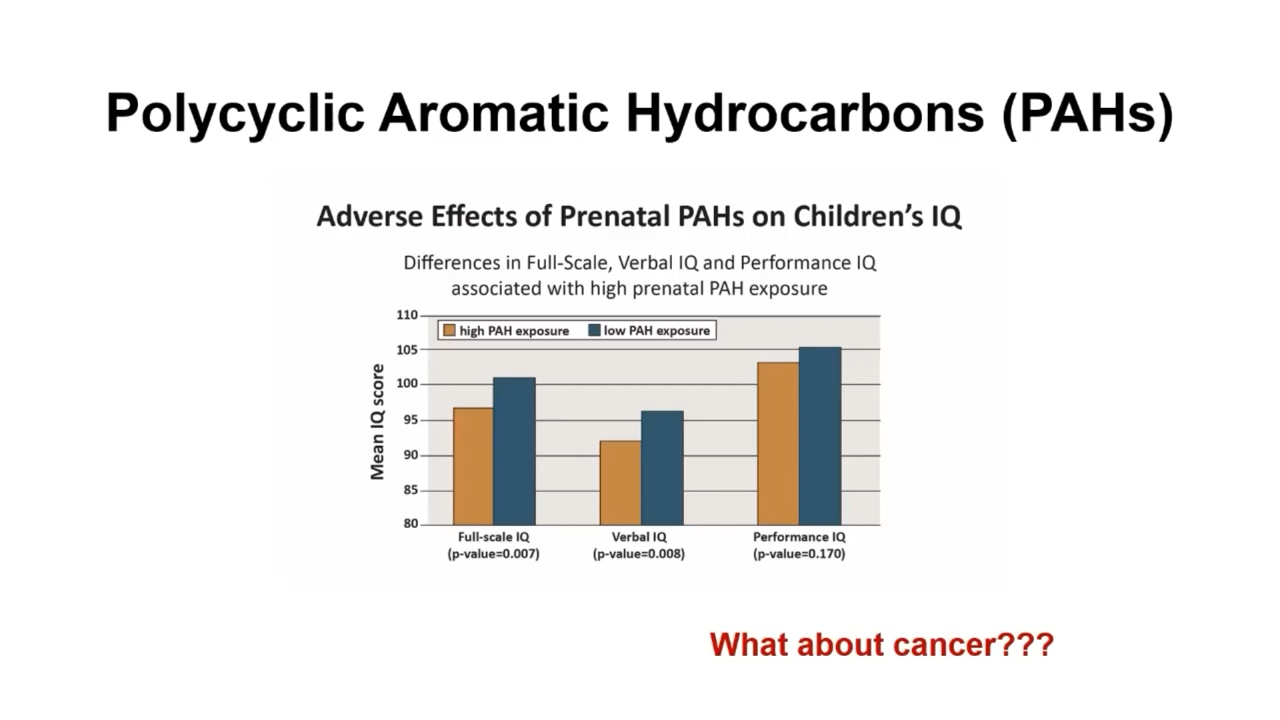 Polycyclic Aromatic Hydrocarbons (PAHs)
Adverse Effects of Prenatal PAHs on Children’s IQ
Differences in Full-Scale, Verbal IQ and Performance IQ
associated with high prenatal PAH exposure
high PAH exposure low PAH exposure
Mean IQ score
110
105
100
95
90
85
80
Full-scale IQ Verbal IQ Performance IQ
(p-value=0.007) (p-value=0.008) (p-value=0.170)
What about cancer???